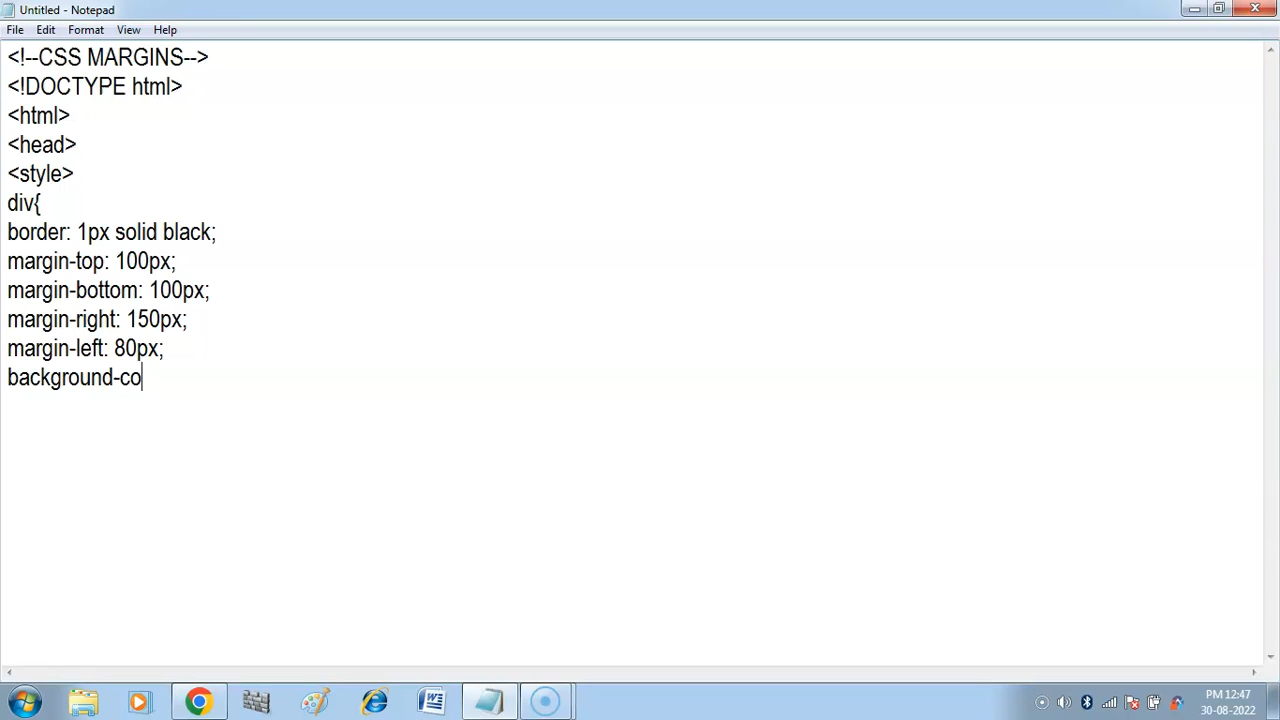 Untitled - Notepad
File Edit Format View Help
<!--CSS MARGINS-->
<!DOCTYPE html>
<html>
<head>
<style>
div{
border: 1px solid black;
margin-top: 100px;
margin-bottom: 100px;
margin-right: 150px;
margin-left: 80px;
background-co
PM 12:47
30-08-2022